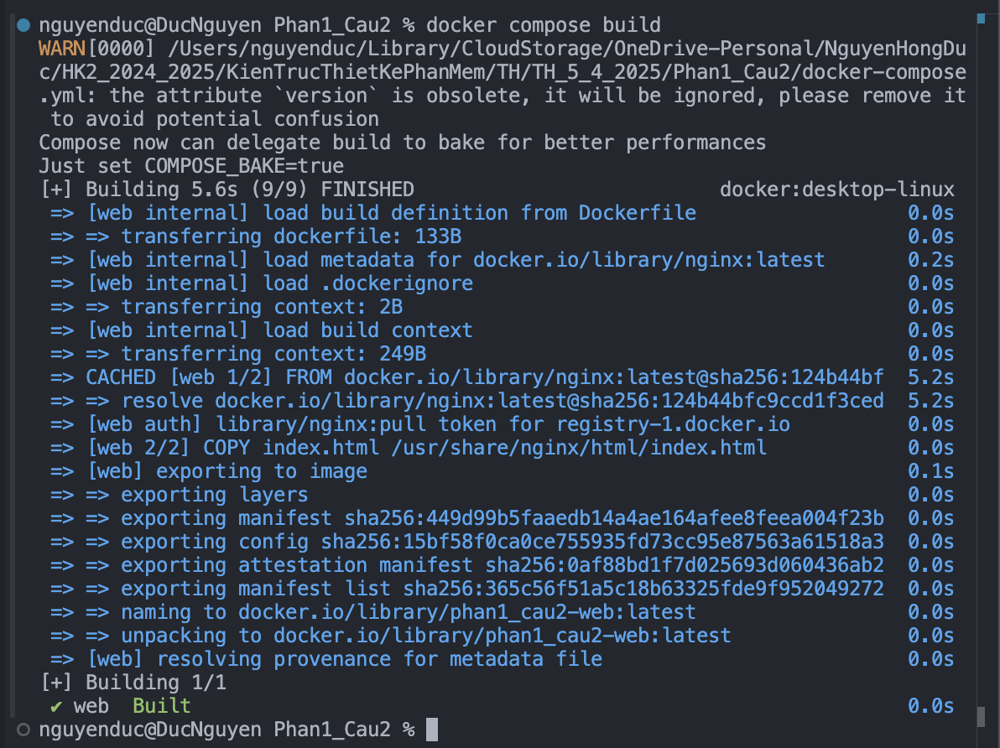 nguyenduc@DucNguyen Phan1_Cau2 % docker compose build
WARN[0000] /Users/nguyenduc/Library/CloudStorage/OneDrive-Personal/NguyenHongDu
c/HK2_2024_2025/KienTrucThietKePhanMem/TH/TH_5_4_2025/Phan1_Cau2/docker-compose
.yml: the attribute `version` is obsolete, it will be ignored, please remove it
 to avoid potential confusion
Compose now can delegate build to bake for better performances
Just set COMPOSE_BAKE=true
[+] Building 5.6s (9/9) FINISHED docker:desktop-linux
=> [web internal] load build definition from Dockerfile 0.0s
=> => transferring dockerfile: 133B 0.0s
=> [web internal] load metadata for docker.io/library/nginx:latest 0.2s
=> [web internal] load .dockerignore 0.0s
=> => transferring context: 2B 0.0s
=> [web internal] load build context 0.0s
=> => transferring context: 249B 0.0s
=> CACHED [web 1/2] FROM docker.io/library/nginx:latest@sha256:124b44bf 5.2s
=> => resolve docker.io/library/nginx:latest@sha256:124b44bfc9ccd1f3ced 5.2s
=> [web auth] library/nginx:pull token for registry-1.docker.io 0.0s
=> [web 2/2] COPY index.html /usr/share/nginx/html/index.html 0.0s
=> [web] exporting to image 0.1s
=> => exporting layers 0.0s
=> => exporting manifest sha256:449d99b5faaedb14a4ae164afee8feea004f23b 0.0s
=> => exporting config sha256:15bf58f0ca0ce755935fd73cc95e87563a61518a3 0.0s
=> => exporting attestation manifest sha256:0af88bd1f7d025693d060436ab2 0.0s
=> => exporting manifest list sha256:365c56f51a5c18b63325fde9f952049272 0.0s
=> => naming to docker.io/library/phan1_cau2-web:latest 0.0s
=> => unpacking to docker.io/library/phan1_cau2-web:latest 0.0s
=> [web] resolving provenance for metadata file 0.0s
[+] Building 1/1
✔ web Built 0.0s
nguyenduc@DucNguyen Phan1_Cau2 %